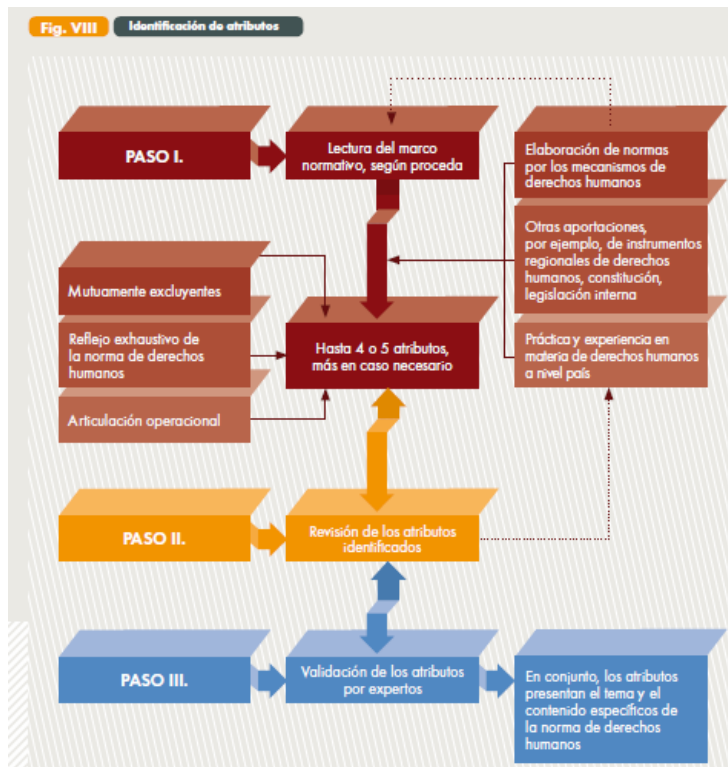 Fig. VIII
Identificación de atributos
PASO I.
Lectura del marco
normativo, según proceda
Elaboración de normas
por los mecanismos de
derechos humanos
Otras aportaciones,
por ejemplo, de instrumentos
regionales de derechos
humanos, constitución,
legislación interna
Práctica y experiencia en
materia de derechos humanos
a nivel país
Mutuamente excluyentes
Reflejo exhaustivo de
la norma de derechos
humanos
Articulación operacional
Hasta 4 o 5 atributos,
más en caso necesario
PASO II.
Revisión de los atributos
identificados
PASO III.
Validación de los atributos
por expertos
En conjunto, los atributos
presentan el tema y el
contenido específicos de
la norma de derechos
humanos